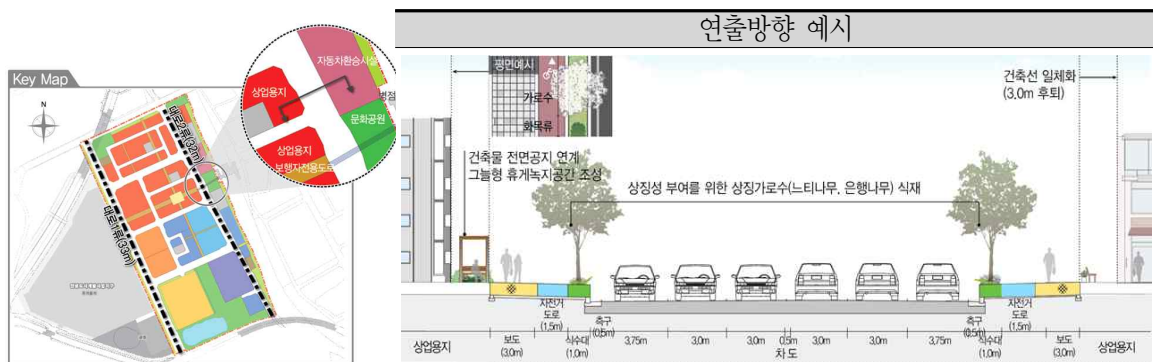 연출방향 예시
Key Map
N
대로2류(32m)
대로1류(33m)
자동차환승시설
상업용지
병점
문화공원
상업용지
보행자전용도로
평면예시
가로수
화목류
건축물 전면공지 연계
그늘형 휴게녹지공간 조성
건축선 일체화
(3.0m 후퇴)
상징성 부여를 위한 상징가로수(느티나무, 은행나무) 식재
자전거
도로
(1.5m)
측구
(0.5m)
측구
(0.5m)
자전거
도로
(1.5m)
상업용지
보도
(3.0m)
식수대
(1.0m)
3.75m
3.0m
3.0m
0.5m
3.0m
3.0m
3.75m
차 도
식수대
(1.0m)
보도
(3.0m)
상업용지